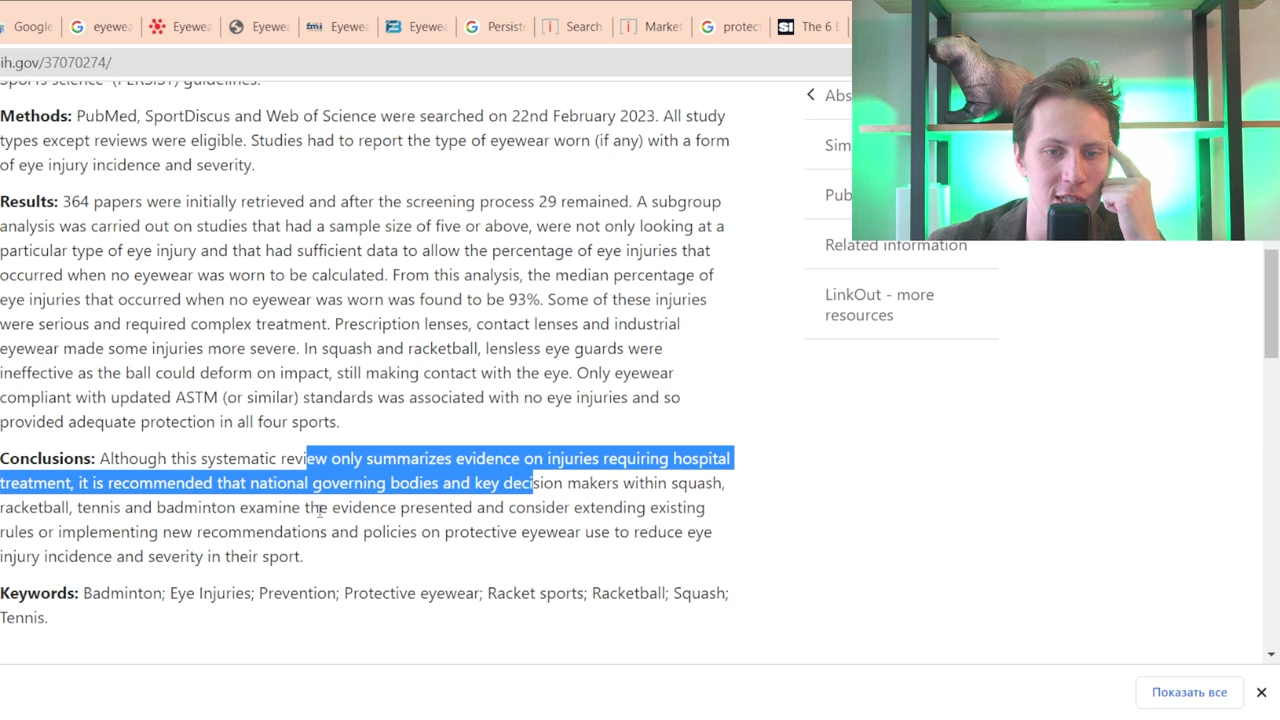 Google
eyewe
Eyewea
Eyewe
fmi
Eyewe
Eyewe
Persist
Search
Market
protec
SI
The 6 B
ih.gov/37070274/
Sports science (PERSiST) guidelines.
Methods: PubMed, SportDiscus and Web of Science were searched on 22nd February 2023. All study
types except reviews were eligible. Studies had to report the type of eyewear worn (if any) with a form
of eye injury incidence and severity.
Results: 364 papers were initially retrieved and after the screening process 29 remained. A subgroup
analysis was carried out on studies that had a sample size of five or above, were not only looking at a
particular type of eye injury and that had sufficient data to allow the percentage of eye injuries that
occurred when no eyewear was worn to be calculated. From this analysis, the median percentage of
eye injuries that occurred when no eyewear was worn was found to be 93%. Some of these injuries
were serious and required complex treatment. Prescription lenses, contact lenses and industrial
eyewear made some injuries more severe. In squash and racketball, lensless eye guards were
ineffective as the ball could deform on impact, still making contact with the eye. Only eyewear
compliant with updated ASTM (or similar) standards was associated with no eye injuries and so
provided adequate protection in all four sports.
Conclusions: Although this systematic review only summarizes evidence on injuries requiring hospital
treatment, it is recommended that national governing bodies and key decision makers within squash,
racketball, tennis and badminton examine the evidence presented and consider extending existing
rules or implementing new recommendations and policies on protective eyewear use to reduce eye
injury incidence and severity in their sport.
Keywords: Badminton; Eye Injuries; Prevention; Protective eyewear; Racket sports; Racketball; Squash;
Tennis.
Abs
Sim
Pub
Related information
LinkOut - more
resources
Показать все